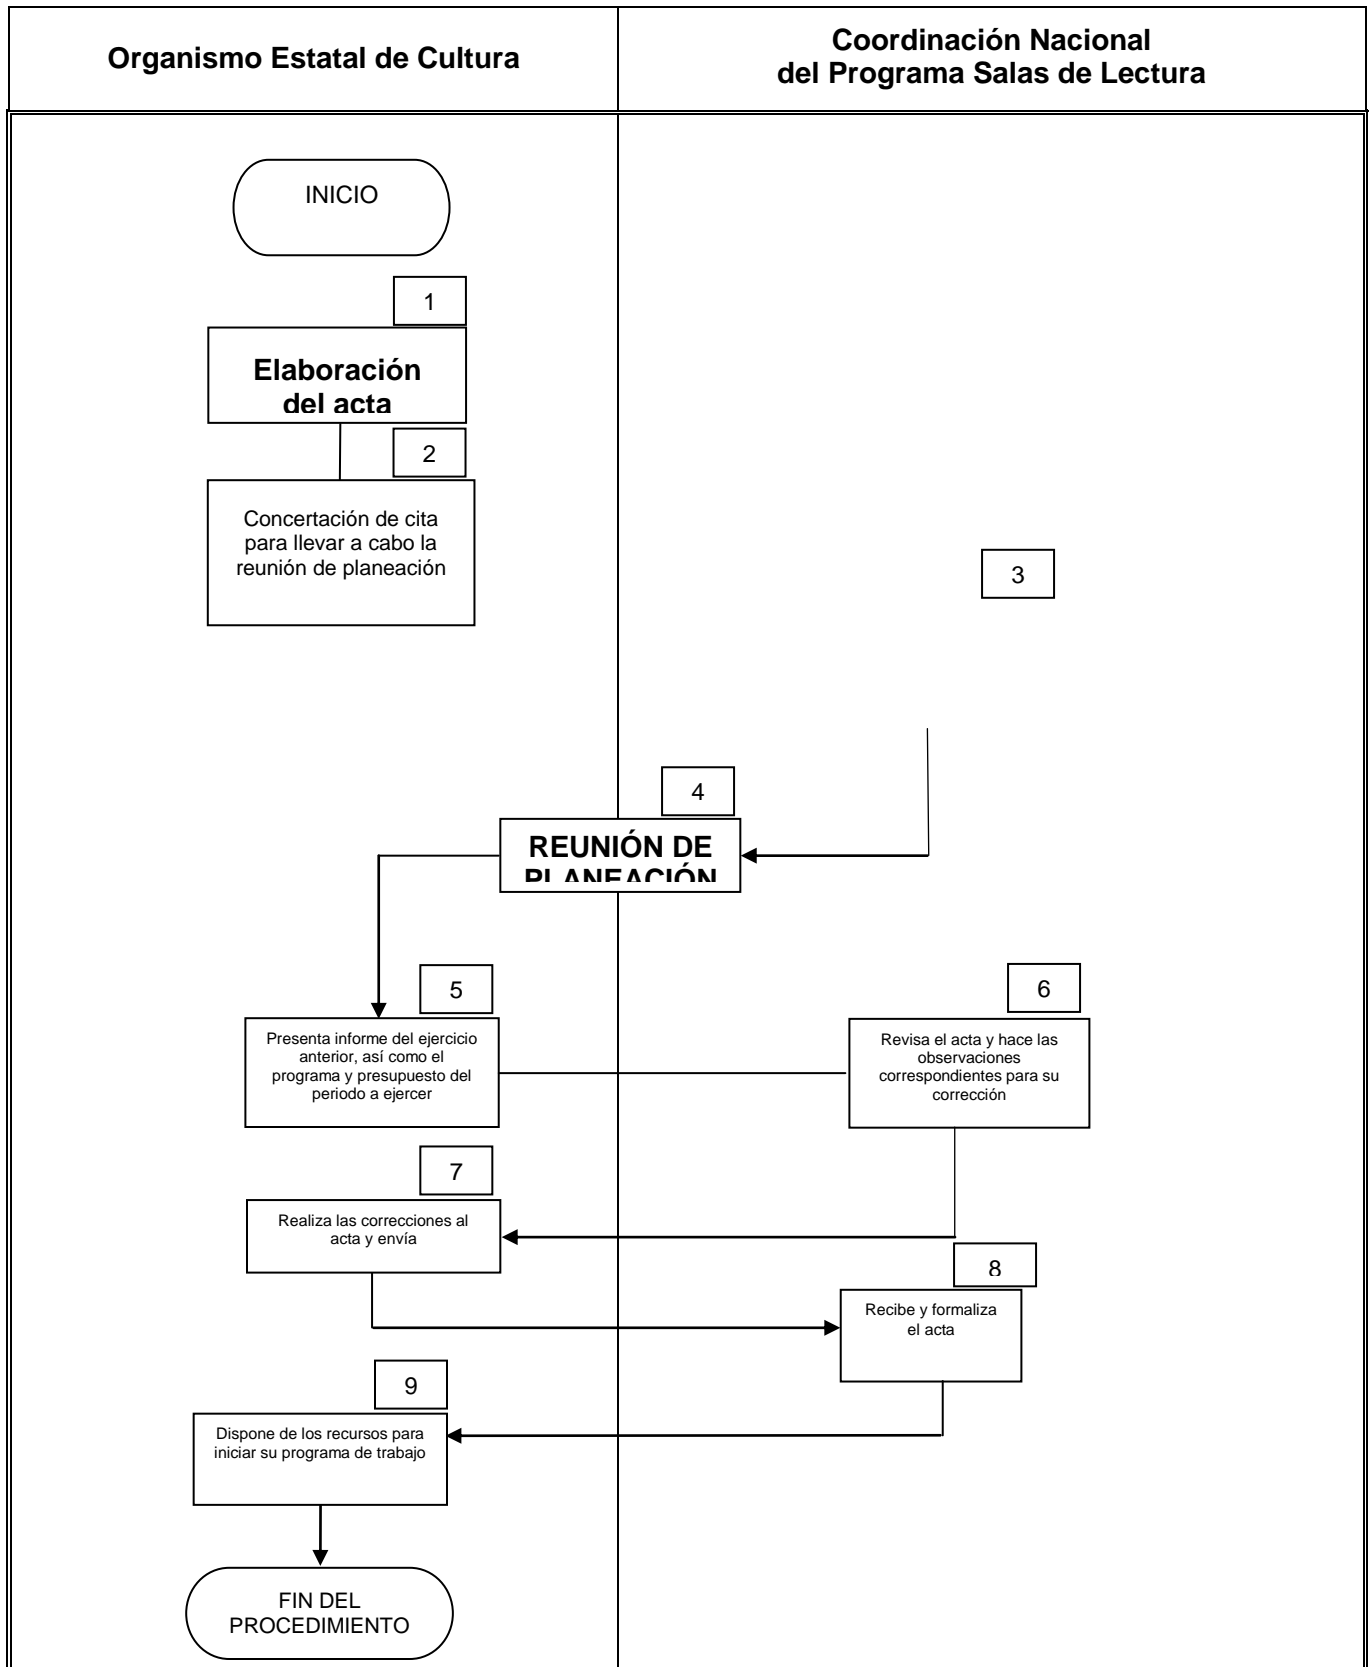 Organismo Estatal de Cultura
Coordinación Nacional
del Programa Salas de Lectura
INICIO
1
Elaboración
del acta
2
Concertación de cita
para llevar a cabo la
reunión de planeación
3
4
REUNIÓN DE
PLANEACIÓN
5
Presenta informe del ejercicio
anterior, así como el
programa y presupuesto del
periodo a ejercer
6
Revisa el acta y hace las
observaciones
correspondientes para su
corrección
7
Realiza las correcciones al
acta y envía
8
Recibe y formaliza
el acta
9
Dispone de los recursos para
iniciar su programa de trabajo
FIN DEL
PROCEDIMIENTO